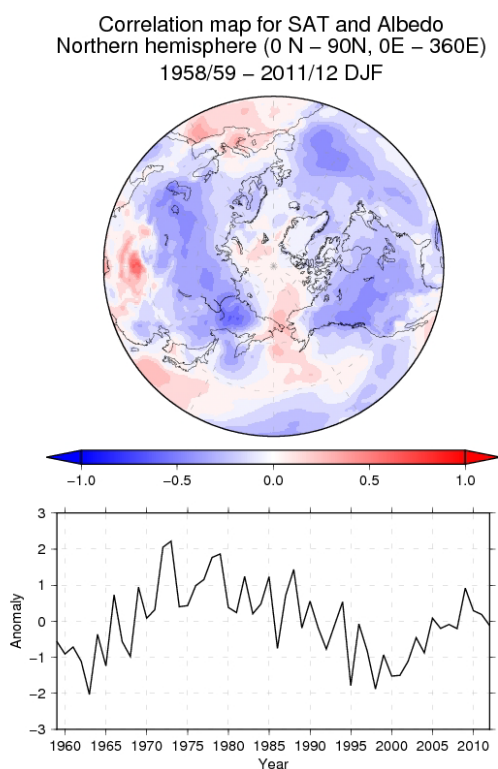 Correlation map for SAT and Albedo
Northern hemisphere (0 N − 90N, 0E − 360E)
1958/59 − 2011/12 DJF
−1.0 −0.5 0.0 0.5 1.0
3
2
1
0
−1
−2
−3
Anomaly
1960 1965 1970 1975 1980 1985 1990 1995 2000 2005 2010
Year